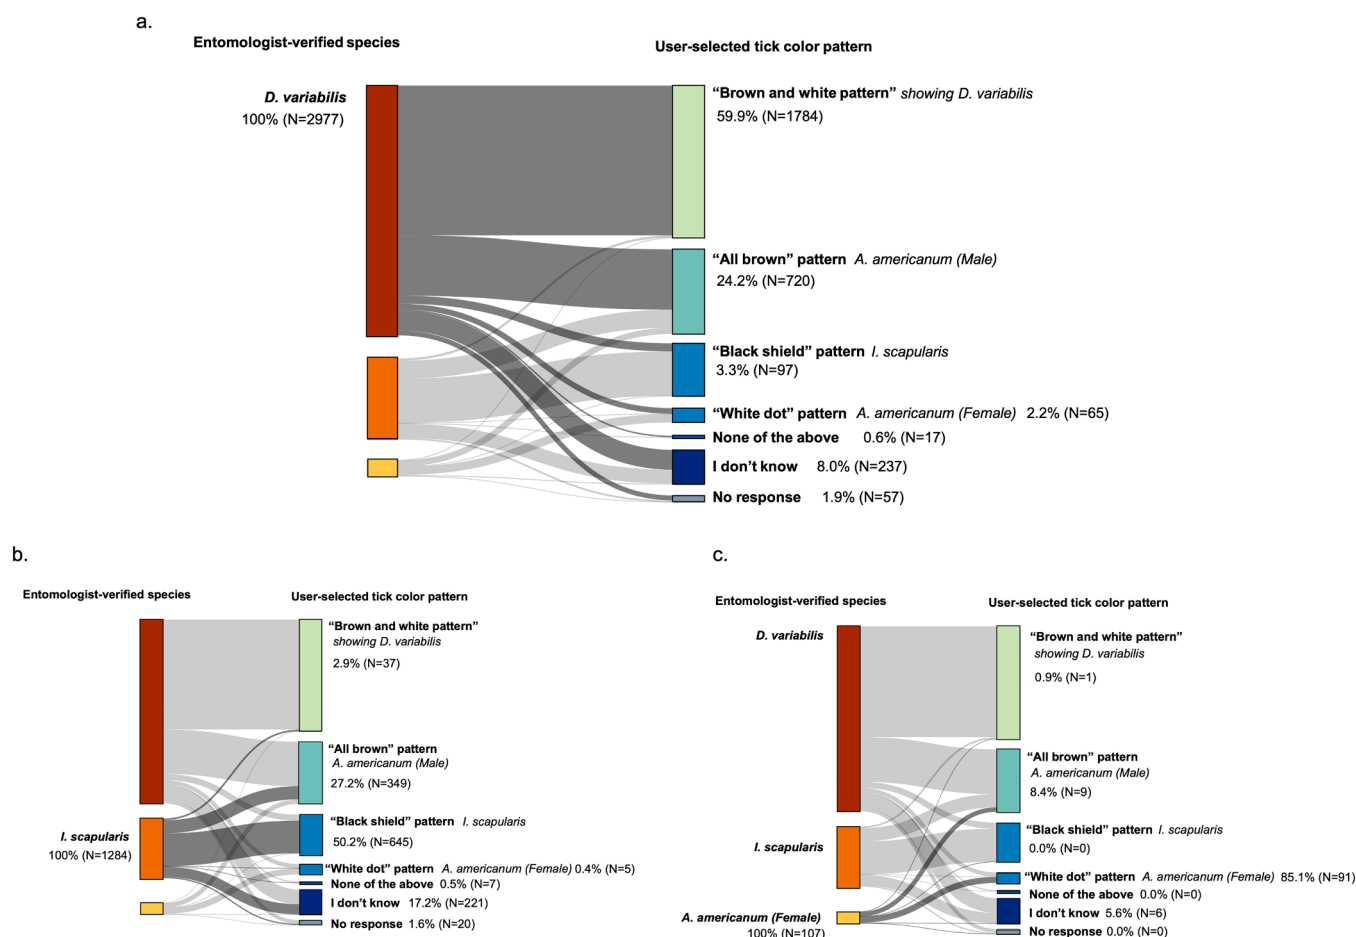 a.
Entomologist-verified species
User-selected tick color pattern
D. variabilis
100% (N=2977)
“Brown and white pattern” showing D. variabilis
59.9% (N=1784)
“All brown” pattern A. americanum (Male)
24.2% (N=720)
“Black shield” pattern I. scapularis
3.3% (N=97)
“White dot” pattern A. americanum (Female) 2.2% (N=65)
None of the above 0.6% (N=17)
I don’t know 8.0% (N=237)
No response 1.9% (N=57)
b.
Entomologist-verified species
User-selected tick color pattern
“Brown and white pattern”
showing D. variabilis
2.9% (N=37)
“All brown” pattern
A. americanum (Male)
27.2% (N=349)
I. scapularis
100% (N=1284)
“Black shield” pattern I. scapularis
50.2% (N=645)
“White dot” pattern A. americanum (Female) 0.4% (N=5)
None of the above 0.5% (N=7)
I don’t know 17.2% (N=221)
No response 1.6% (N=20)
c.
Entomologist-verified species
User-selected tick color pattern
D. variabilis
“Brown and white pattern”
showing D. variabilis
0.9% (N=1)
“All brown” pattern
A. americanum (Male)
8.4% (N=9)
“Black shield” pattern I. scapularis
0.0% (N=0)
I. scapularis
“White dot” pattern A. americanum (Female) 85.1% (N=91)
None of the above 0.0% (N=0)
I don’t know 5.6% (N=6)
No response 0.0% (N=0)
A. americanum (Female)
100% (N=107)